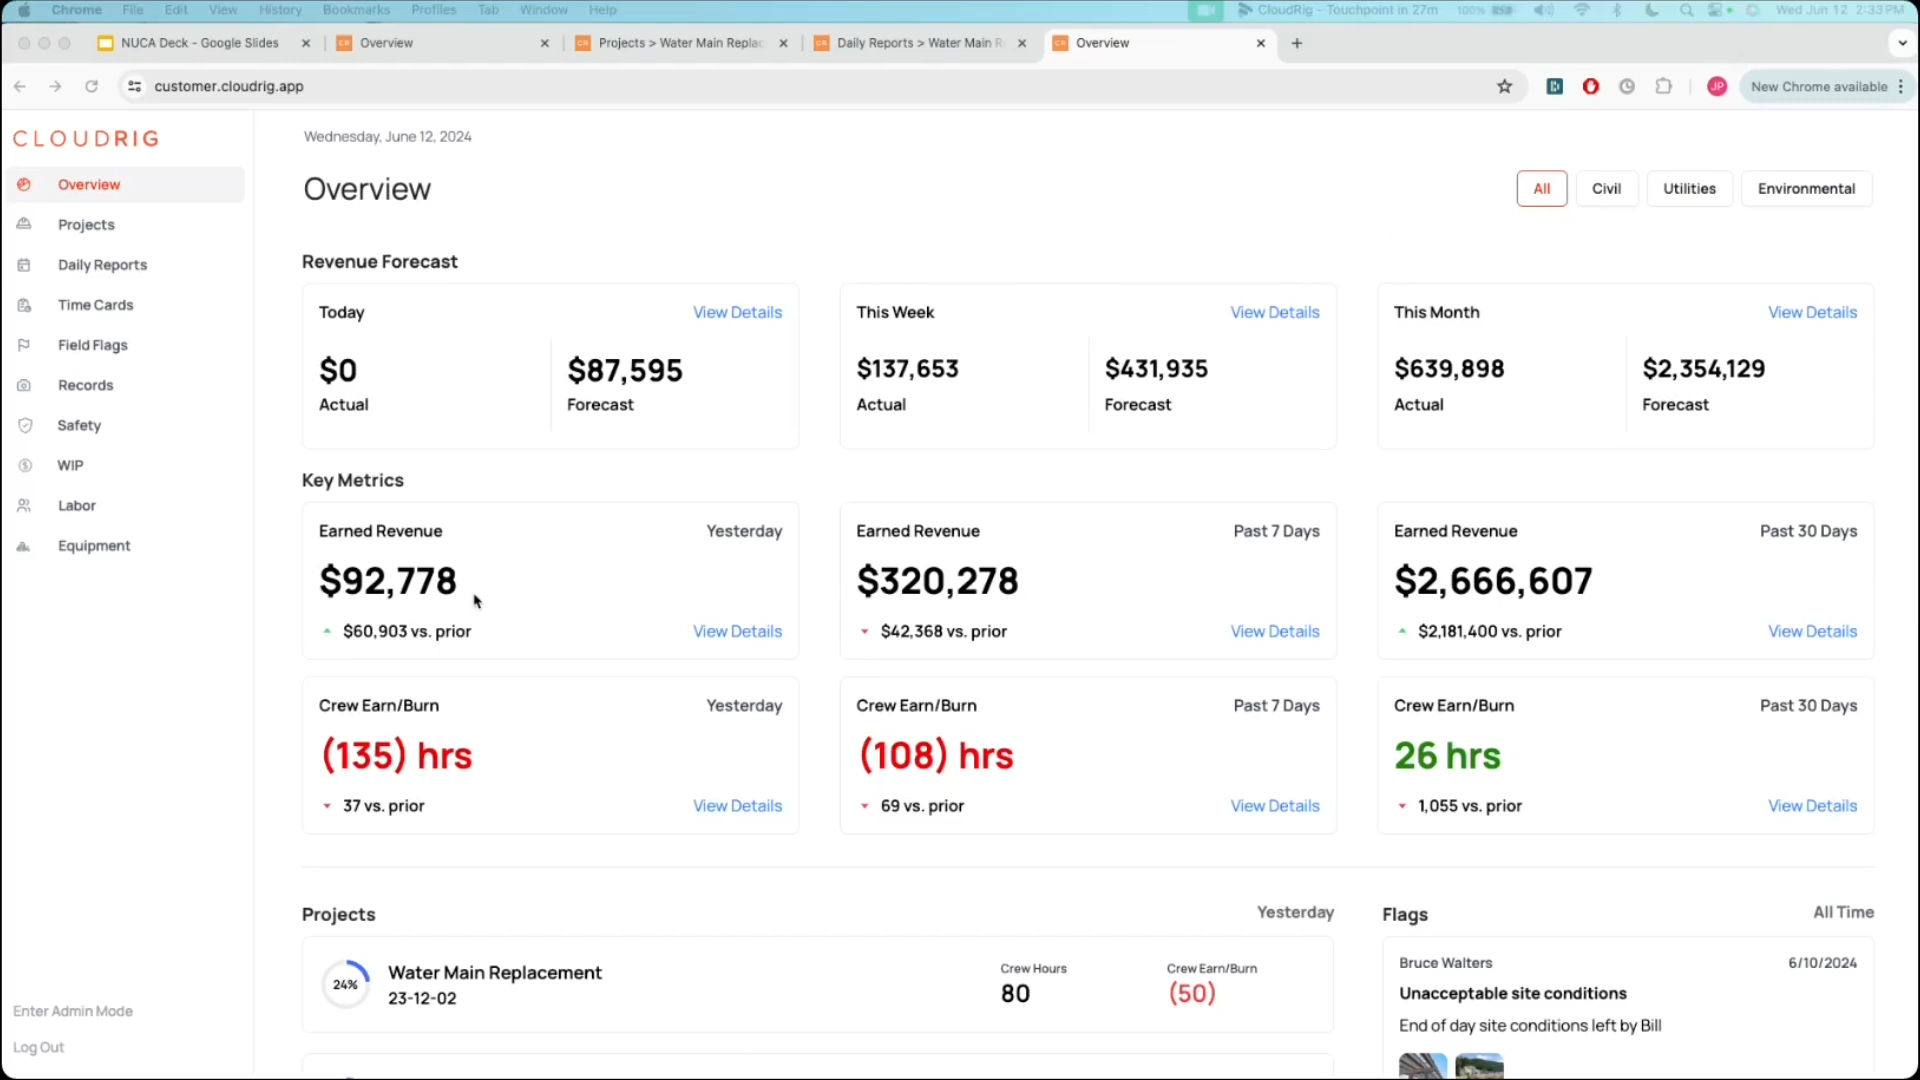 Chrome File Edit View History Bookmarks Profiles Tab Window Help CloudRig – Touchpoint in 27m 100% Wed Jun 12 2:33 PM
NUCA Deck - Google Slides
Overview
Projects > Water Main Replac
Daily Reports > Water Main R
Overview
customer.cloudrig.app
JP
New Chrome available
CLOUDRIG
Overview
Projects
Daily Reports
Time Cards
Field Flags
Records
Safety
WIP
Labor
Equipment
Enter Admin Mode
Log Out
Wednesday, June 12, 2024
Overview
All Civil Utilities Environmental
Revenue Forecast
Today View Details
$0 $87,595
Actual Forecast
This Week View Details
$137,653 $431,935
Actual Forecast
This Month View Details
$639,898 $2,354,129
Actual Forecast
Key Metrics
Earned Revenue Yesterday
$92,778
$60,903 vs. prior View Details
Earned Revenue Past 7 Days
$320,278
$42,368 vs. prior View Details
Earned Revenue Past 30 Days
$2,666,607
$2,181,400 vs. prior View Details
Crew Earn/Burn Yesterday
(135) hrs
37 vs. prior View Details
Crew Earn/Burn Past 7 Days
(108) hrs
69 vs. prior View Details
Crew Earn/Burn Past 30 Days
26 hrs
1,055 vs. prior View Details
Projects Yesterday
24%
Water Main Replacement
23-12-02
Crew Hours
80
Crew Earn/Burn
(50)
Flags All Time
Bruce Walters 6/10/2024
Unacceptable site conditions
End of day site conditions left by Bill